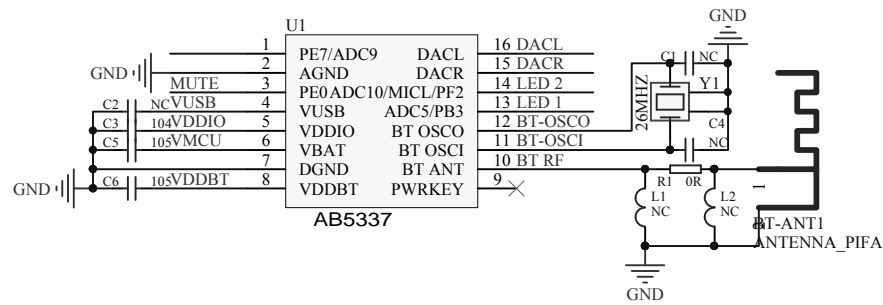 U1
GND
1 PE7/ADC9 DACL 16 DACL
GND 2 AGND DACR 15 DACR
MUTE 3 PE0ADC10/MICL/PF2 14 LED 2
C2 NC VUSB 4 VUSB ADC5/PB3 13 LED 1
C3 104 VDDIO 5 VDDIO BT OSCO 12 BT-OSCO
C5 105 VMCU 6 VBAT BT OSCI 11 BT-OSCI
7 DGND BT ANT 10 BT RF
GND C6 105 VDDBT 8 VDDBT PWRKEY 9
AB5337
C1 NC
26MHZ Y1
C4
NC
R1 0R
L1
NC
L2
NC
1
BT-ANT1
ANTENNA_PIFA
GND